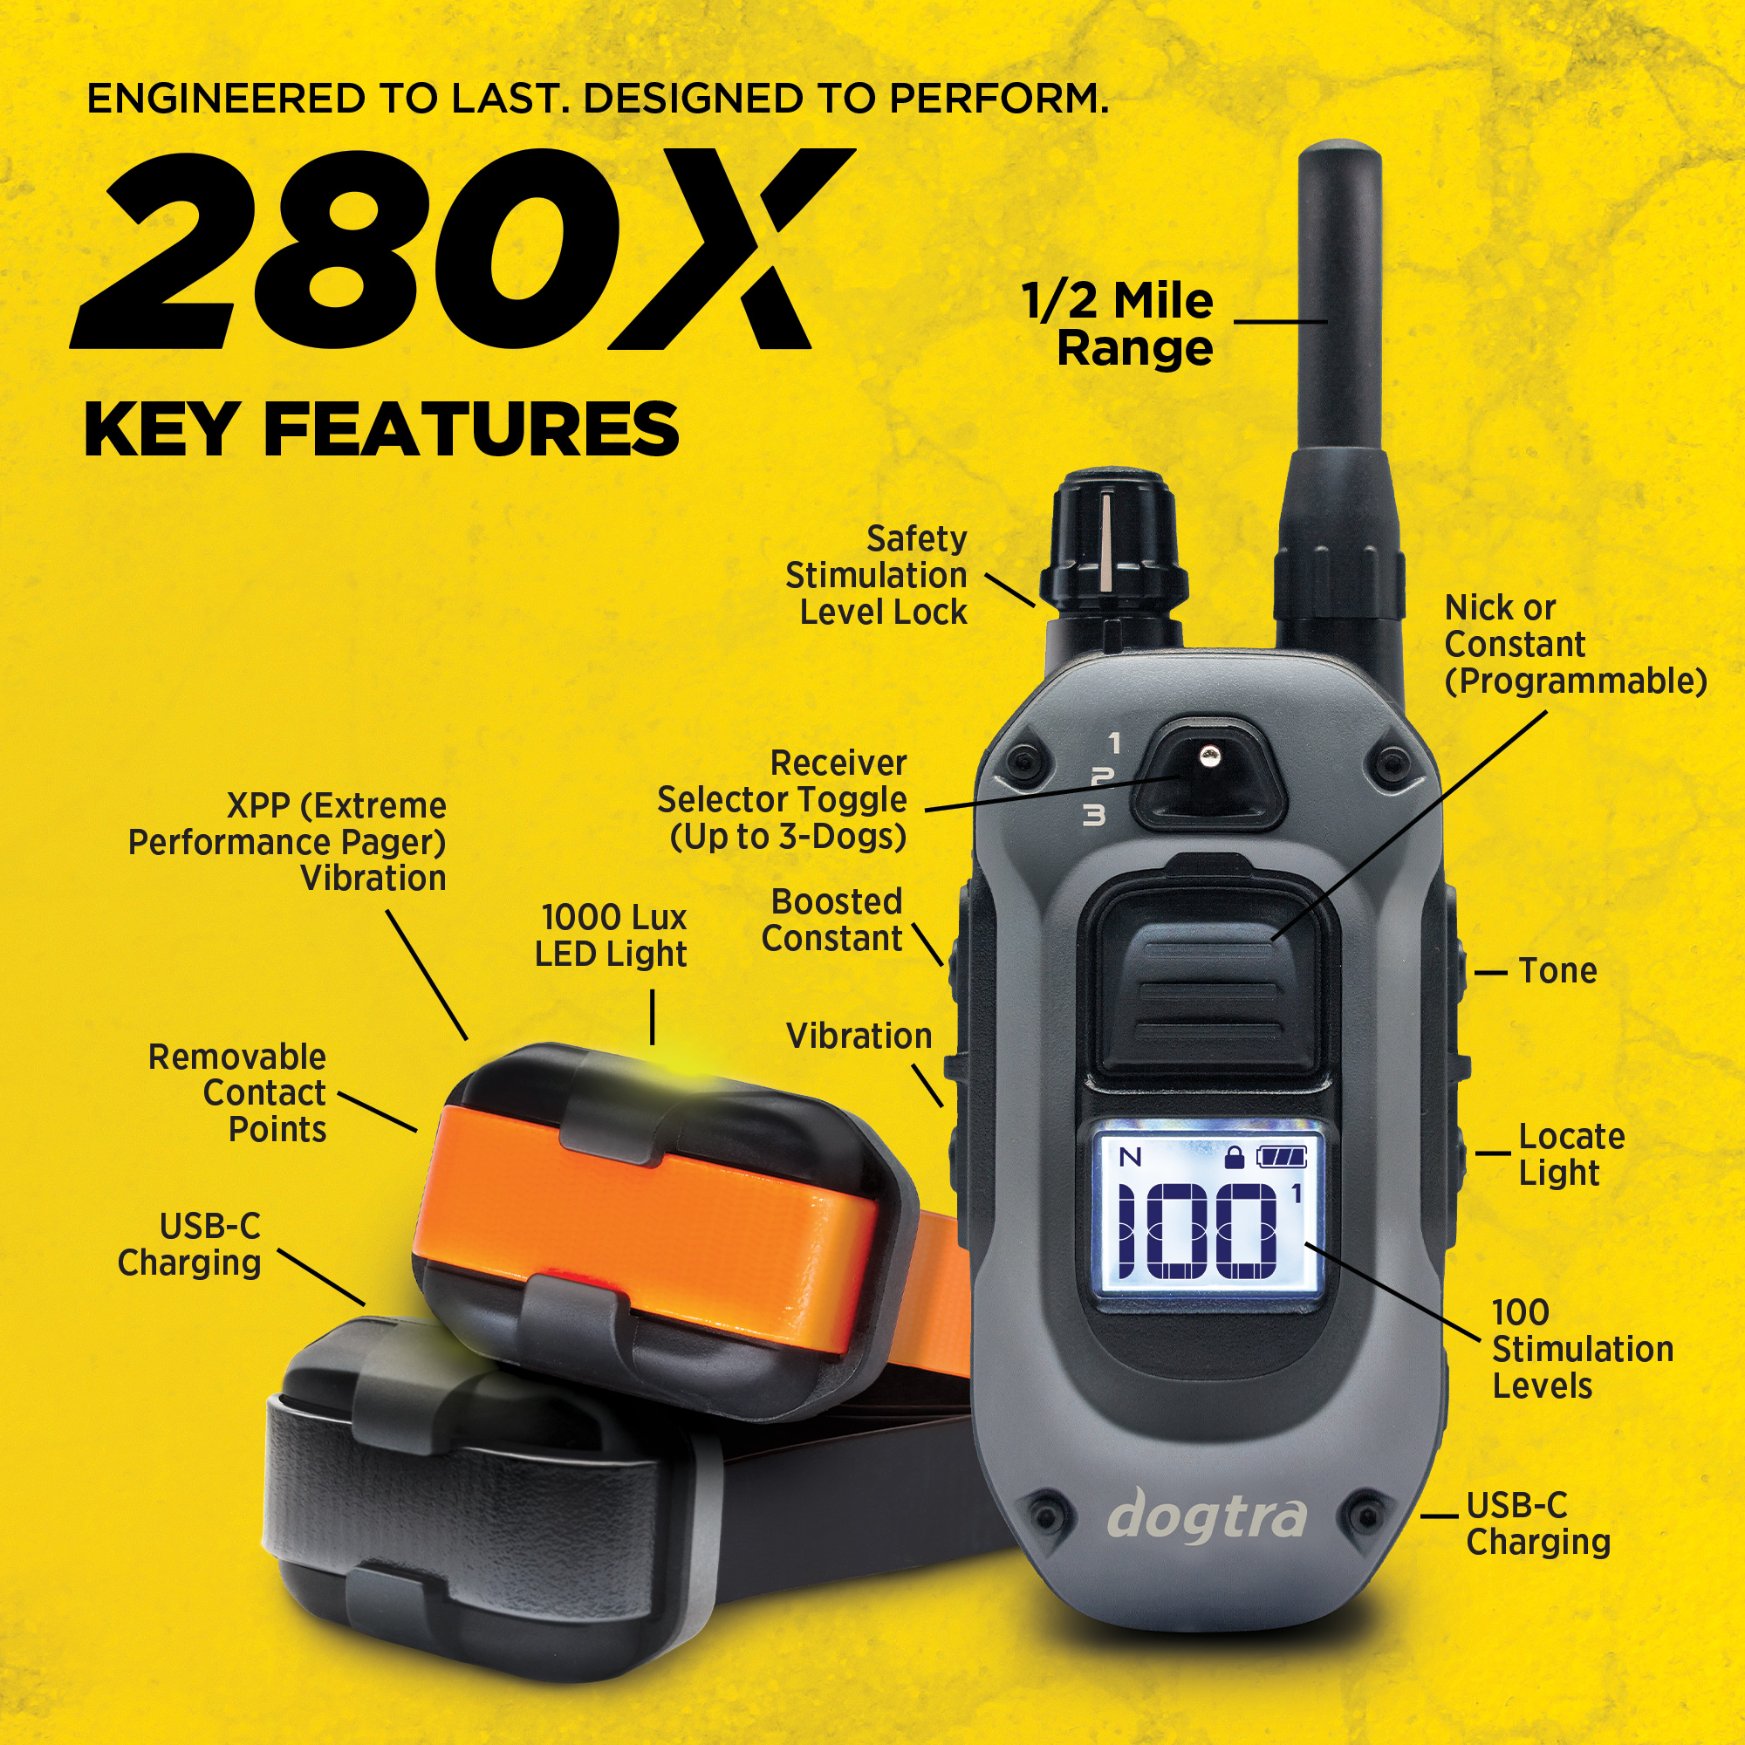 ENGINEERED TO LAST. DESIGNED TO PERFORM.
280X
KEY FEATURES
1/2 Mile
Range
Safety
Stimulation
Level Lock
Nick or
Constant
(Programmable)
Receiver
Selector Toggle
(Up to 3-Dogs)
1
2
3
XPP (Extreme
Performance Pager)
Vibration
1000 Lux
LED Light
Boosted
Constant
Tone
Vibration
Removable
Contact
Points
Locate
Light
N
1
100
USB-C
Charging
100
Stimulation
Levels
dogtra
USB-C
Charging